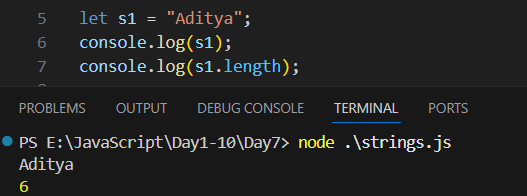 5 let s1 = "Aditya";
6 console.log(s1);
7 console.log(s1.length);
PROBLEMS OUTPUT DEBUG CONSOLE TERMINAL PORTS
PS E:\JavaScript\Day1-10\Day7> node .\strings.js
Aditya
6